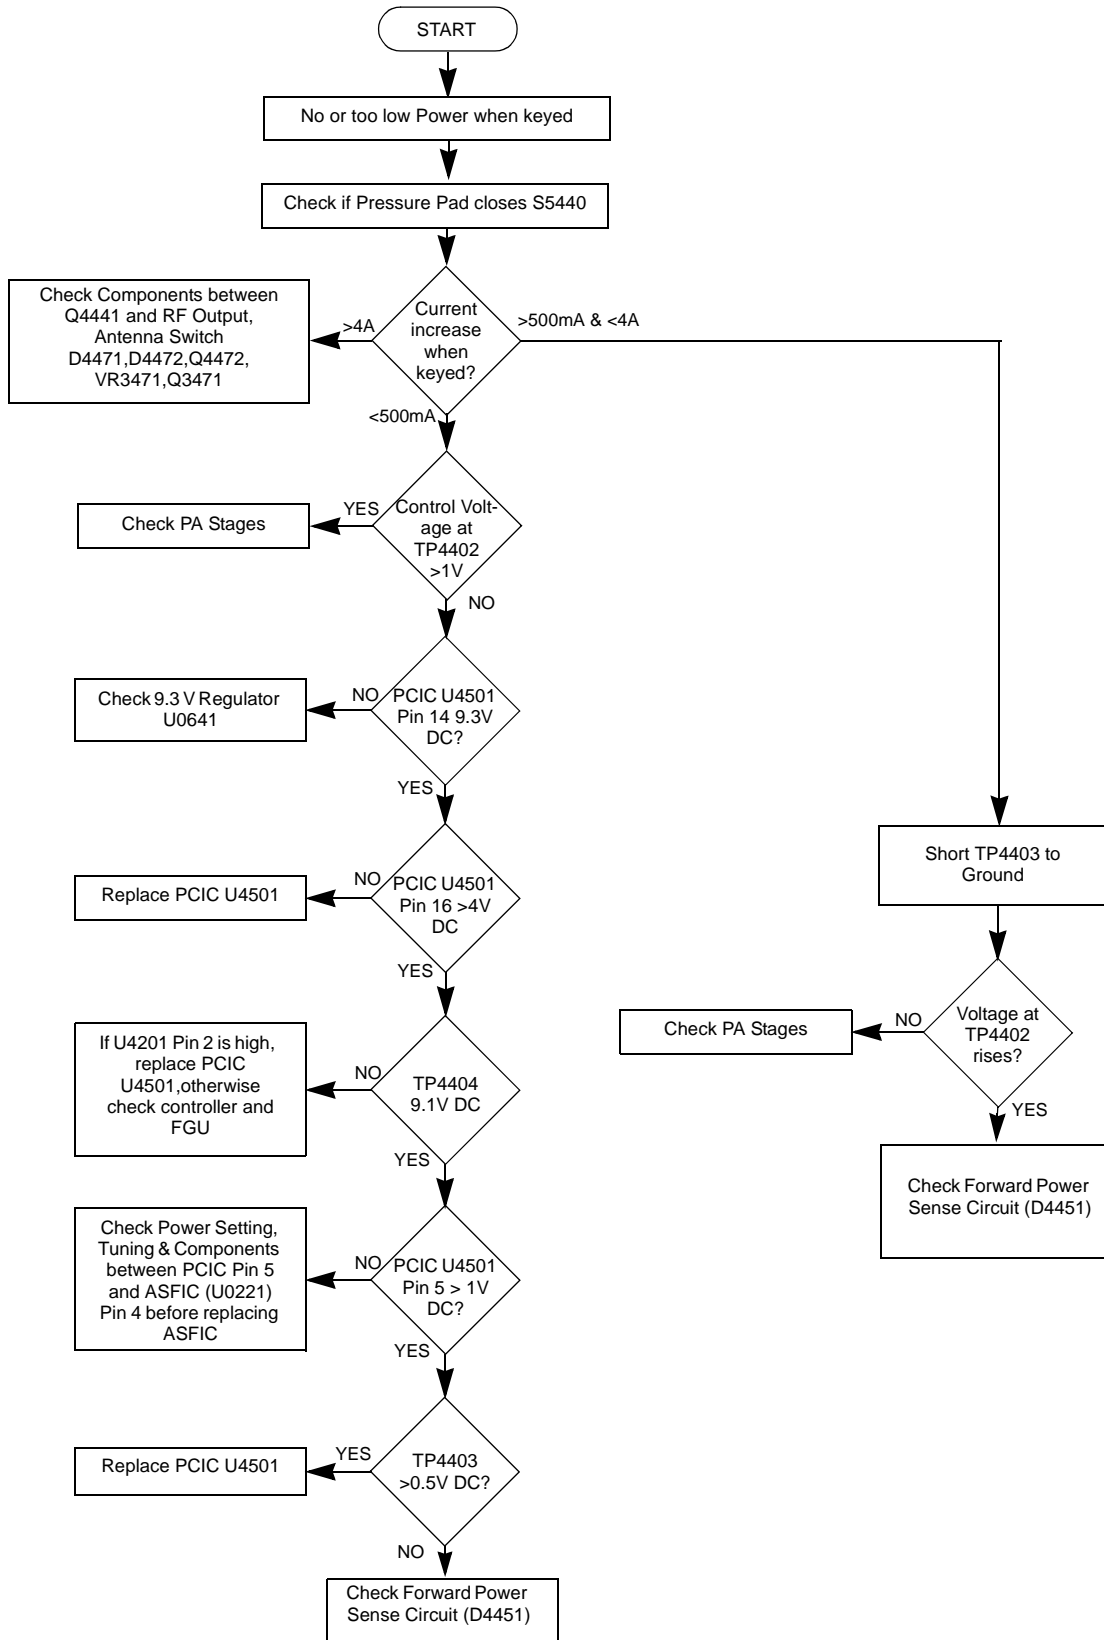 START
No or too low Power when keyed
Check if Pressure Pad closes S5440
Check Components between
Q4441 and RF Output,
Antenna Switch
D4471,D4472,Q4472,
VR3471,Q3471
>4A
Current
increase
when
keyed?
>500mA & <4A
<500mA
Check PA Stages
YES
Control Volt-
age at
TP4402
>1V
NO
Check 9.3 V Regulator
U0641
NO
PCIC U4501
Pin 14 9.3V
DC?
YES
Replace PCIC U4501
NO
PCIC U4501
Pin 16 >4V
DC
YES
Short TP4403 to
Ground
If U4201 Pin 2 is high,
replace PCIC
U4501,otherwise
check controller and
FGU
NO
TP4404
9.1V DC
YES
Check PA Stages
NO
Voltage at
TP4402
rises?
YES
Check Forward Power
Sense Circuit (D4451)
Check Power Setting,
Tuning & Components
between PCIC Pin 5
and ASFIC (U0221)
Pin 4 before replacing
ASFIC
NO
PCIC U4501
Pin 5 > 1V
DC?
YES
Replace PCIC U4501
YES
TP4403
>0.5V DC?
NO
Check Forward Power
Sense Circuit (D4451)